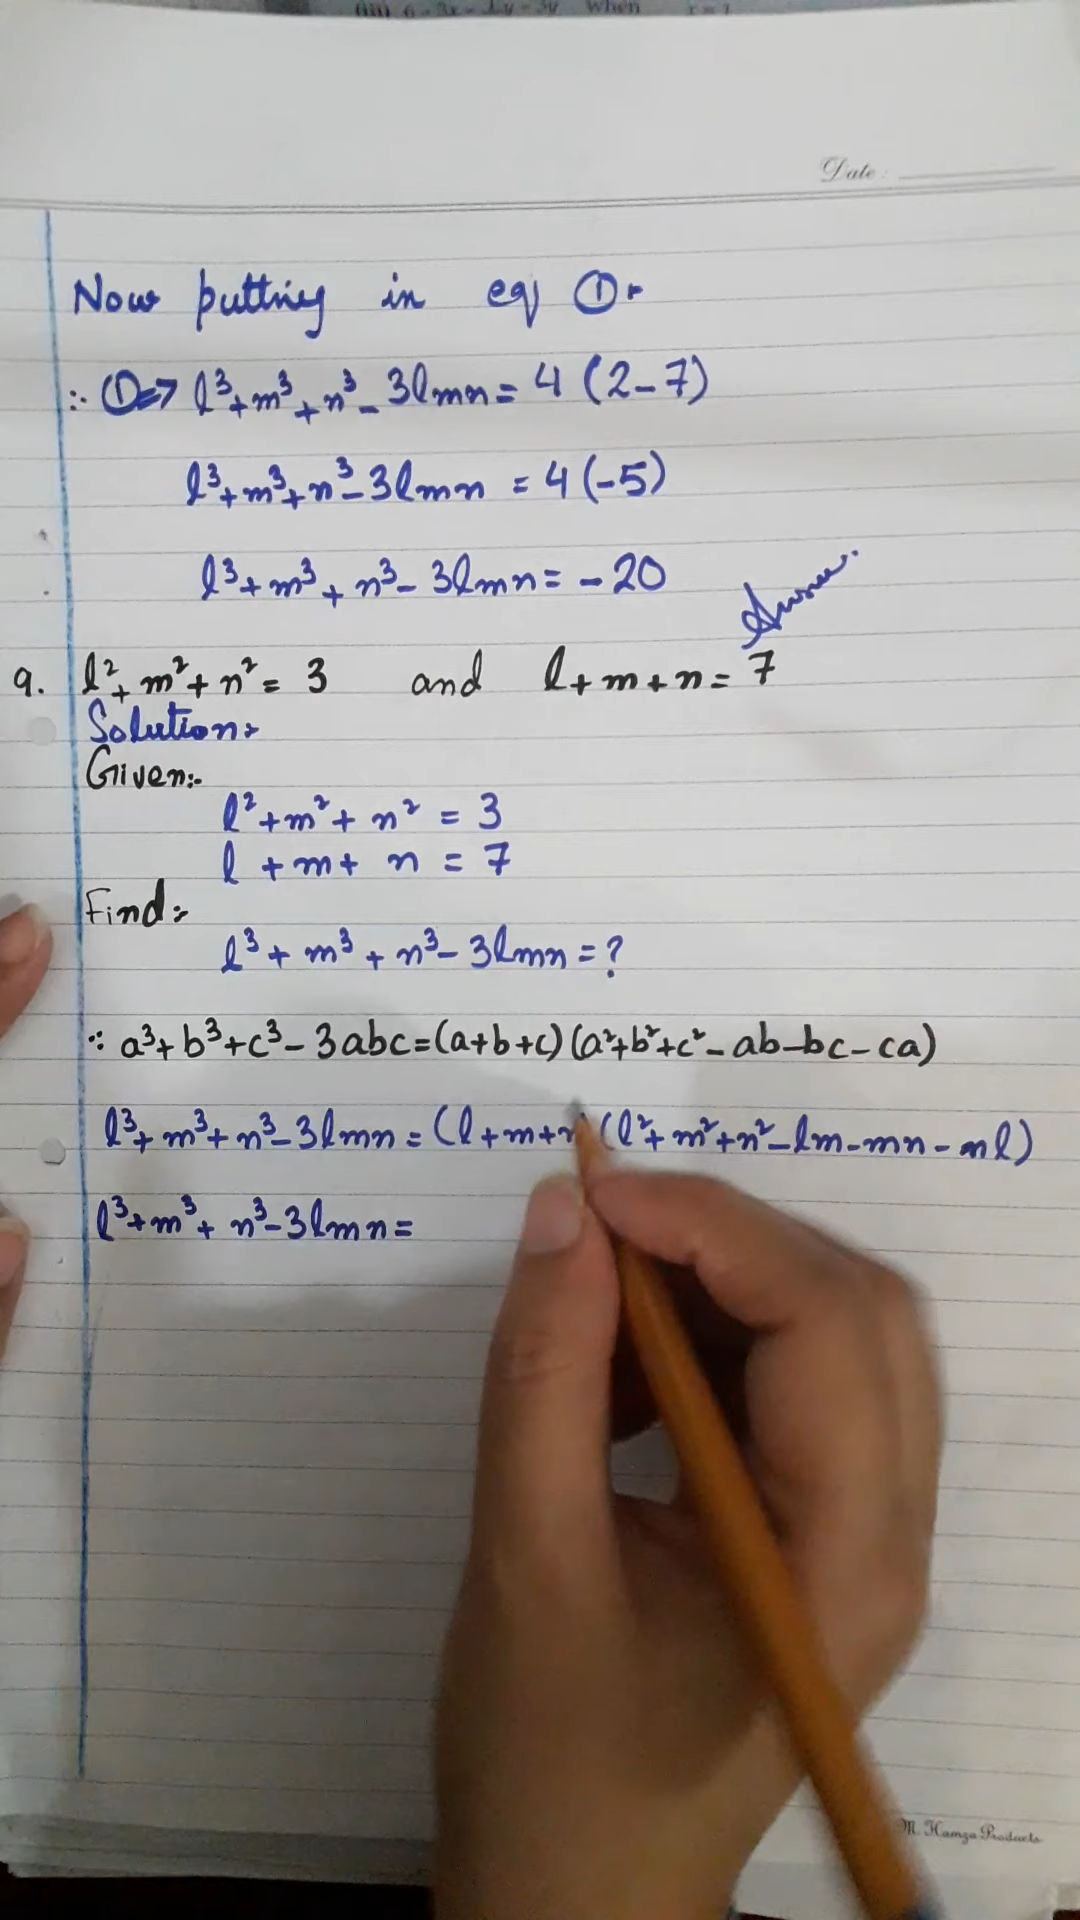 Date :
Now putting in eq ①:-
∴ ①=> l³+m³+n³-3lmn=4(2-7)
l³+m³+n³-3lmn = 4(-5)
l³+m³+n³-3lmn=-20
Answer.
9. l²+m²+n²=3 and l+m+n=7
Solution:-
Given:-
l²+m²+n² = 3
l +m+ n = 7
Find:-
l³+m³+n³-3lmn=?
∵ a³+b³+c³-3abc=(a+b+c)(a²+b²+c²-ab-bc-ca)
l³+m³+n³-3lmn=(l+m+n)(l²+m²+n²-lm-mn-nl)
l³+m³+n³-3lmn=
M. Hamza Products